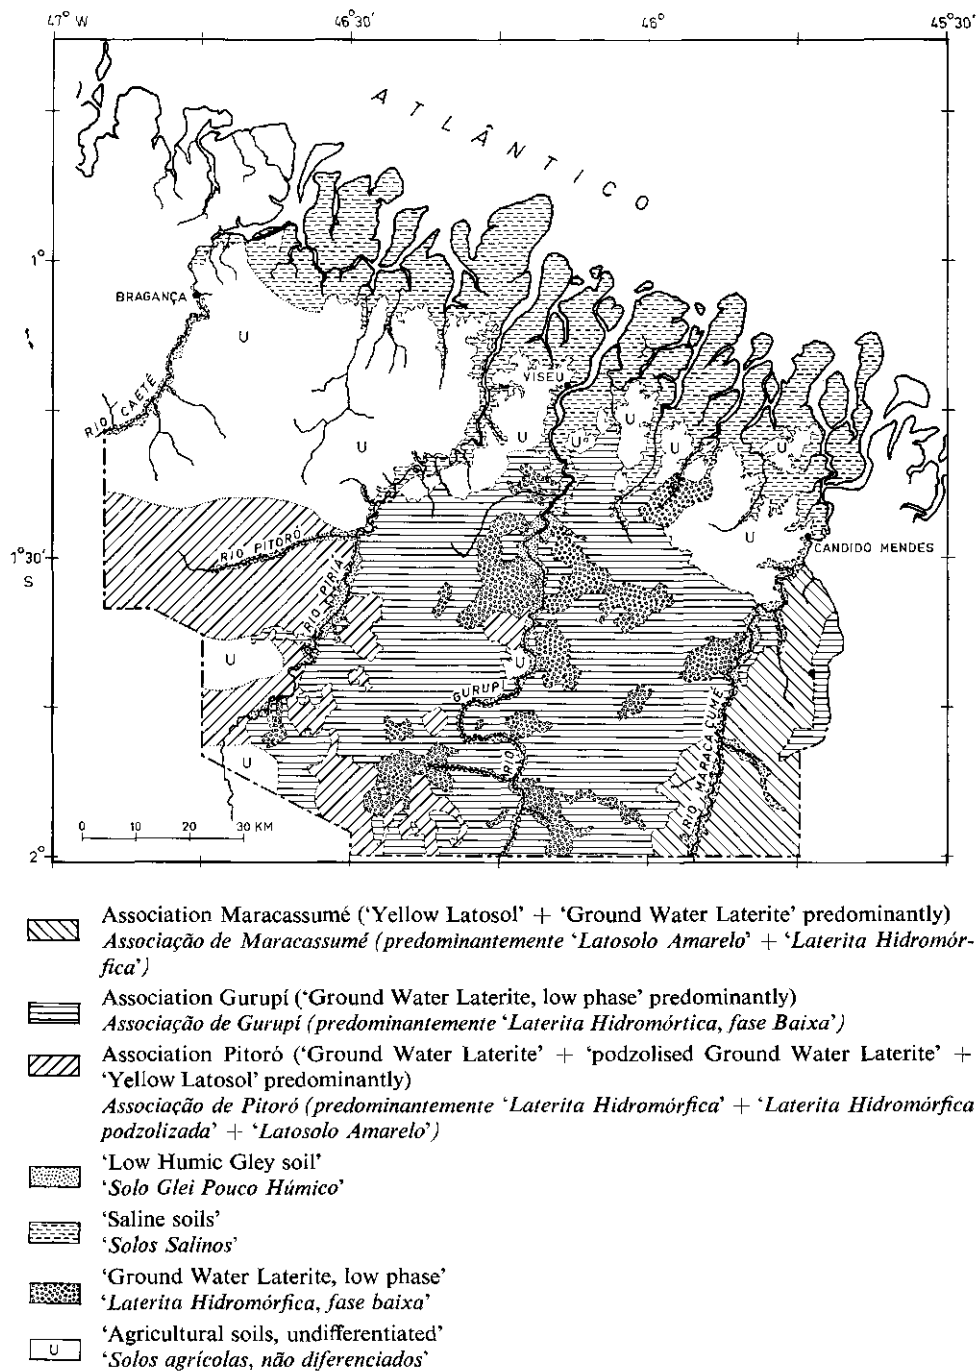 47° W
46°30'
46°
45°30'
ATLÂNTICO
1°
BRAGANÇA
U
VISEU
RIO CAETÉ
U
U
U
U
U
U
RIO PITORÓ
U
CANDIDO MENDES
1°30'
S
RIO PIRIÁ
U
U
GURUPÍ
RIO
RIO MARACAÇUMÉ
U
0 10 20 30 KM
2°
Association Maracassumé (‘Yellow Latosol’ + ‘Ground Water Laterite’ predominantly)
Associação de Maracassumé (predominantemente ‘Latosolo Amarelo’ + ‘Laterita Hidromór-
fica’)
Association Gurupí (‘Ground Water Laterite, low phase’ predominantly)
Associação de Gurupí (predominantemente ‘Laterita Hidromórtica, fase Baixa’)
Association Pitoró (‘Ground Water Laterite’ + ‘podzolised Ground Water Laterite’ +
‘Yellow Latosol’ predominantly)
Associação de Pitoró (predominantemente ‘Laterita Hidromórfica’ + ‘Laterita Hidromórfica
podzolizada’ + ‘Latosolo Amarelo’)
‘Low Humic Gley soil’
‘Solo Glei Pouco Húmico’
‘Saline soils’
‘Solos Salinos’
‘Ground Water Laterite, low phase’
‘Laterita Hidromórfica, fase baixa’
U
‘Agricultural soils, undifferentiated’
‘Solos agrícolas, não diferenciados’